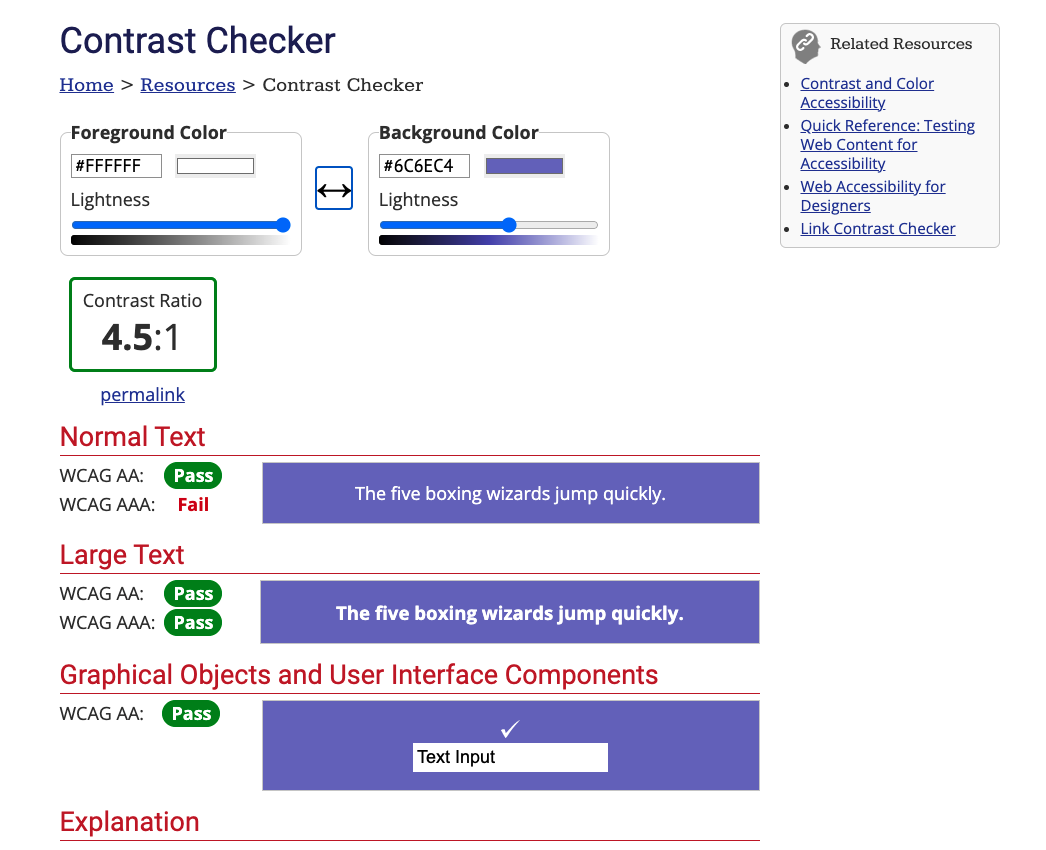 Contrast Checker
Home > Resources > Contrast Checker
Foreground Color
#FFFFFF
Lightness
Background Color
#6C6EC4
Lightness
Contrast Ratio
4.5:1
permalink
Normal Text
WCAG AA: Pass
WCAG AAA: Fail
The five boxing wizards jump quickly.
Large Text
WCAG AA: Pass
WCAG AAA: Pass
The five boxing wizards jump quickly.
Graphical Objects and User Interface Components
WCAG AA: Pass
✓
Text Input
Explanation
Related Resources
Contrast and Color
Accessibility
Quick Reference: Testing
Web Content for
Accessibility
Web Accessibility for
Designers
Link Contrast Checker